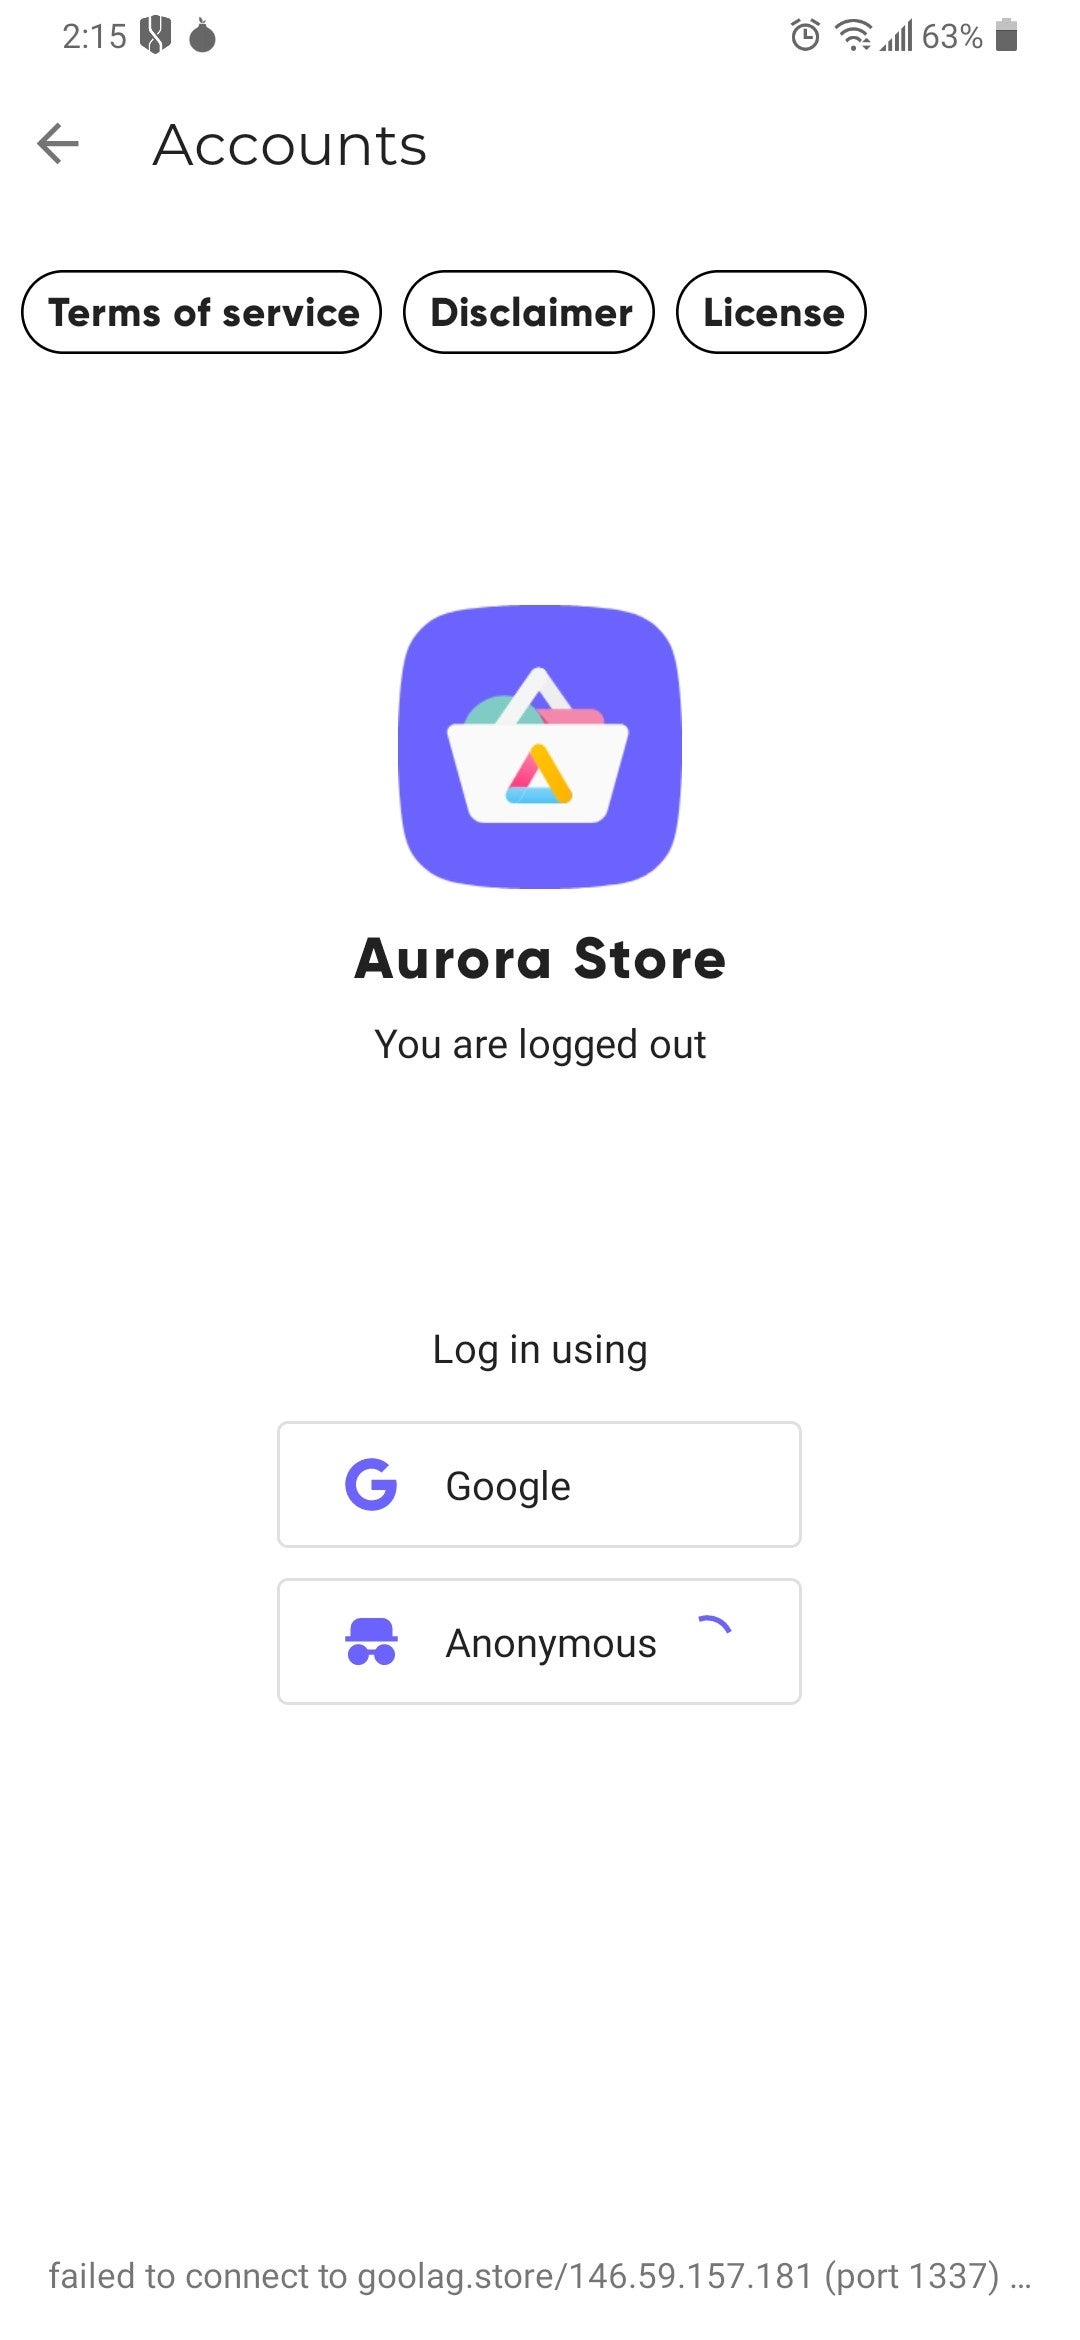 2:15 63%
Accounts
Terms of service Disclaimer License
Aurora Store
You are logged out
Log in using
Google
Anonymous
failed to connect to goolag.store/146.59.157.181 (port 1337) ...